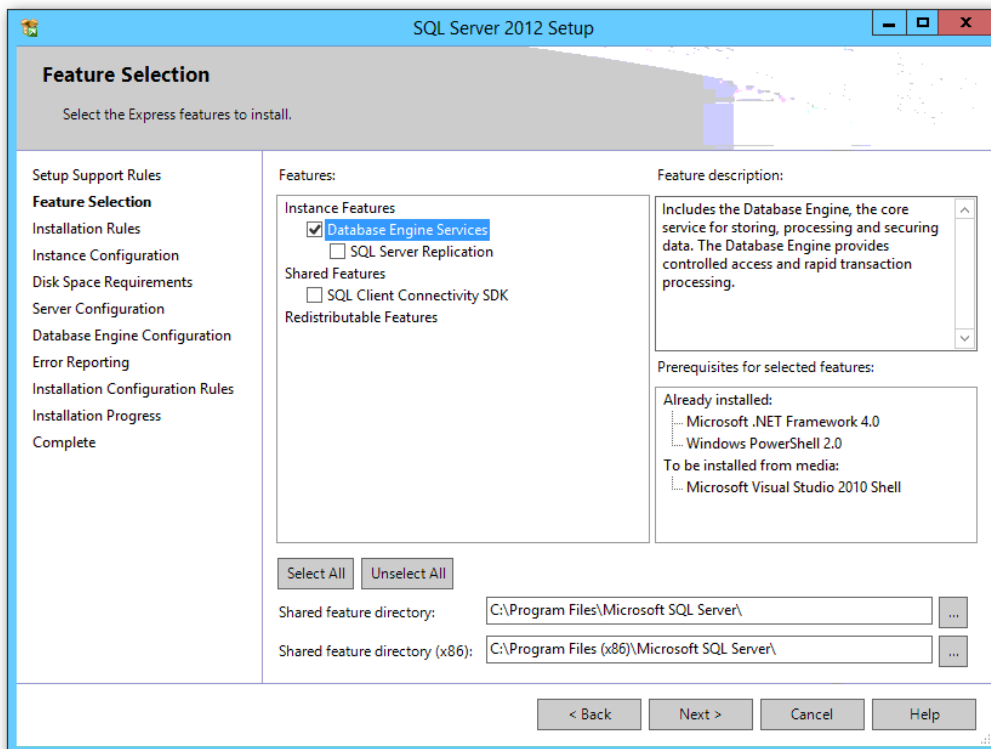 SQL Server 2012 Setup
Feature Selection
Select the Express features to install.
Setup Support Rules
Feature Selection
Installation Rules
Instance Configuration
Disk Space Requirements
Server Configuration
Database Engine Configuration
Error Reporting
Installation Configuration Rules
Installation Progress
Complete
Features:
Instance Features
Database Engine Services
SQL Server Replication
Shared Features
SQL Client Connectivity SDK
Redistributable Features
Feature description:
Includes the Database Engine, the core
service for storing, processing and securing
data. The Database Engine provides
controlled access and rapid transaction
processing.
Prerequisites for selected features:
Already installed:
Microsoft .NET Framework 4.0
Windows PowerShell 2.0
To be installed from media:
Microsoft Visual Studio 2010 Shell
Select All
Unselect All
Shared feature directory:
C:\Program Files\Microsoft SQL Server\
...
Shared feature directory (x86):
C:\Program Files (x86)\Microsoft SQL Server\
...
< Back
Next >
Cancel
Help